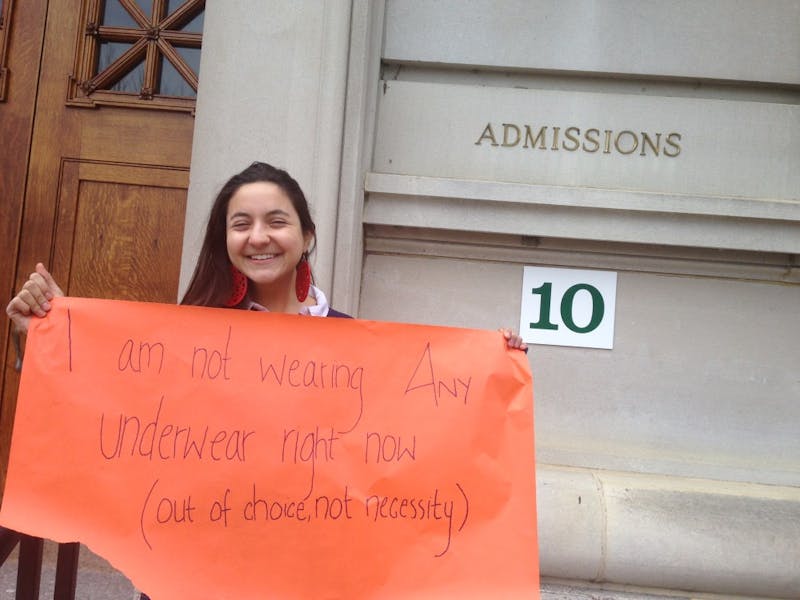 ADMISSIONS
10
I am not wearing ANY
underwear right now
(out of choice, not necessity)